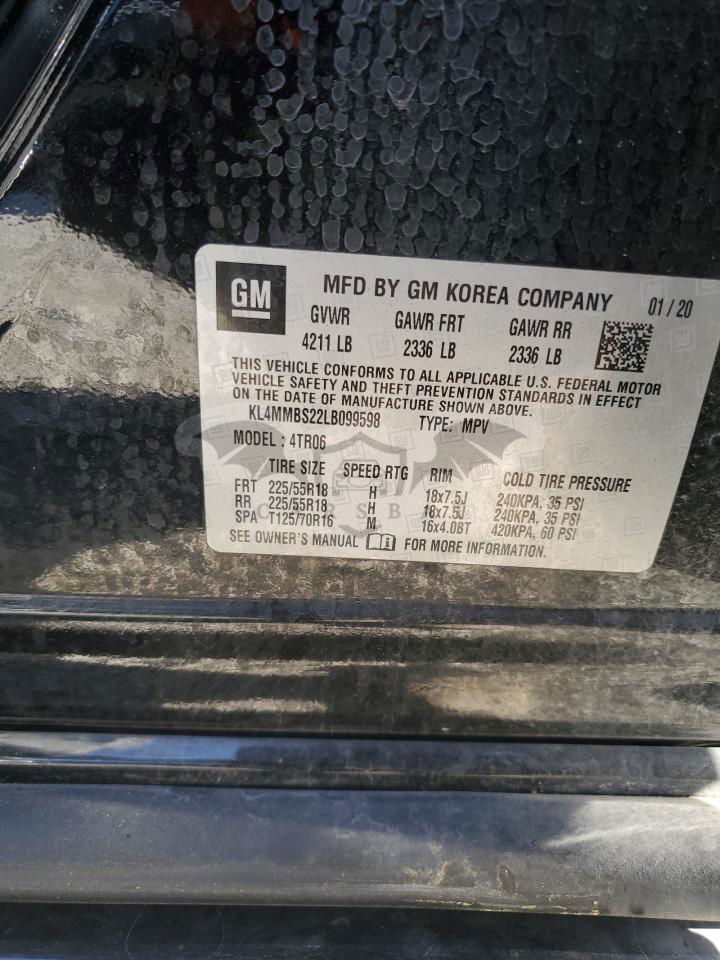 GM
MFD BY GM KOREA COMPANY 01 / 20
GVWR GAWR FRT GAWR RR
4211 LB 2336 LB 2336 LB
THIS VEHICLE CONFORMS TO ALL APPLICABLE U.S. FEDERAL MOTOR
VEHICLE SAFETY AND THEFT PREVENTION STANDARDS IN EFFECT
ON THE DATE OF MANUFACTURE SHOWN ABOVE.
KL4MMBS22LB099598 TYPE: MPV
MODEL : 4TR06
TIRE SIZE SPEED RTG RIM COLD TIRE PRESSURE
FRT 225/55R18 H 18x7.5J 240KPA, 35 PSI
RR 225/55R18 H 18x7.5J 240KPA, 35 PSI
SPA T125/70R16 M 16x4.0BT 420KPA, 60 PSI
SEE OWNER'S MANUAL FOR MORE INFORMATION.